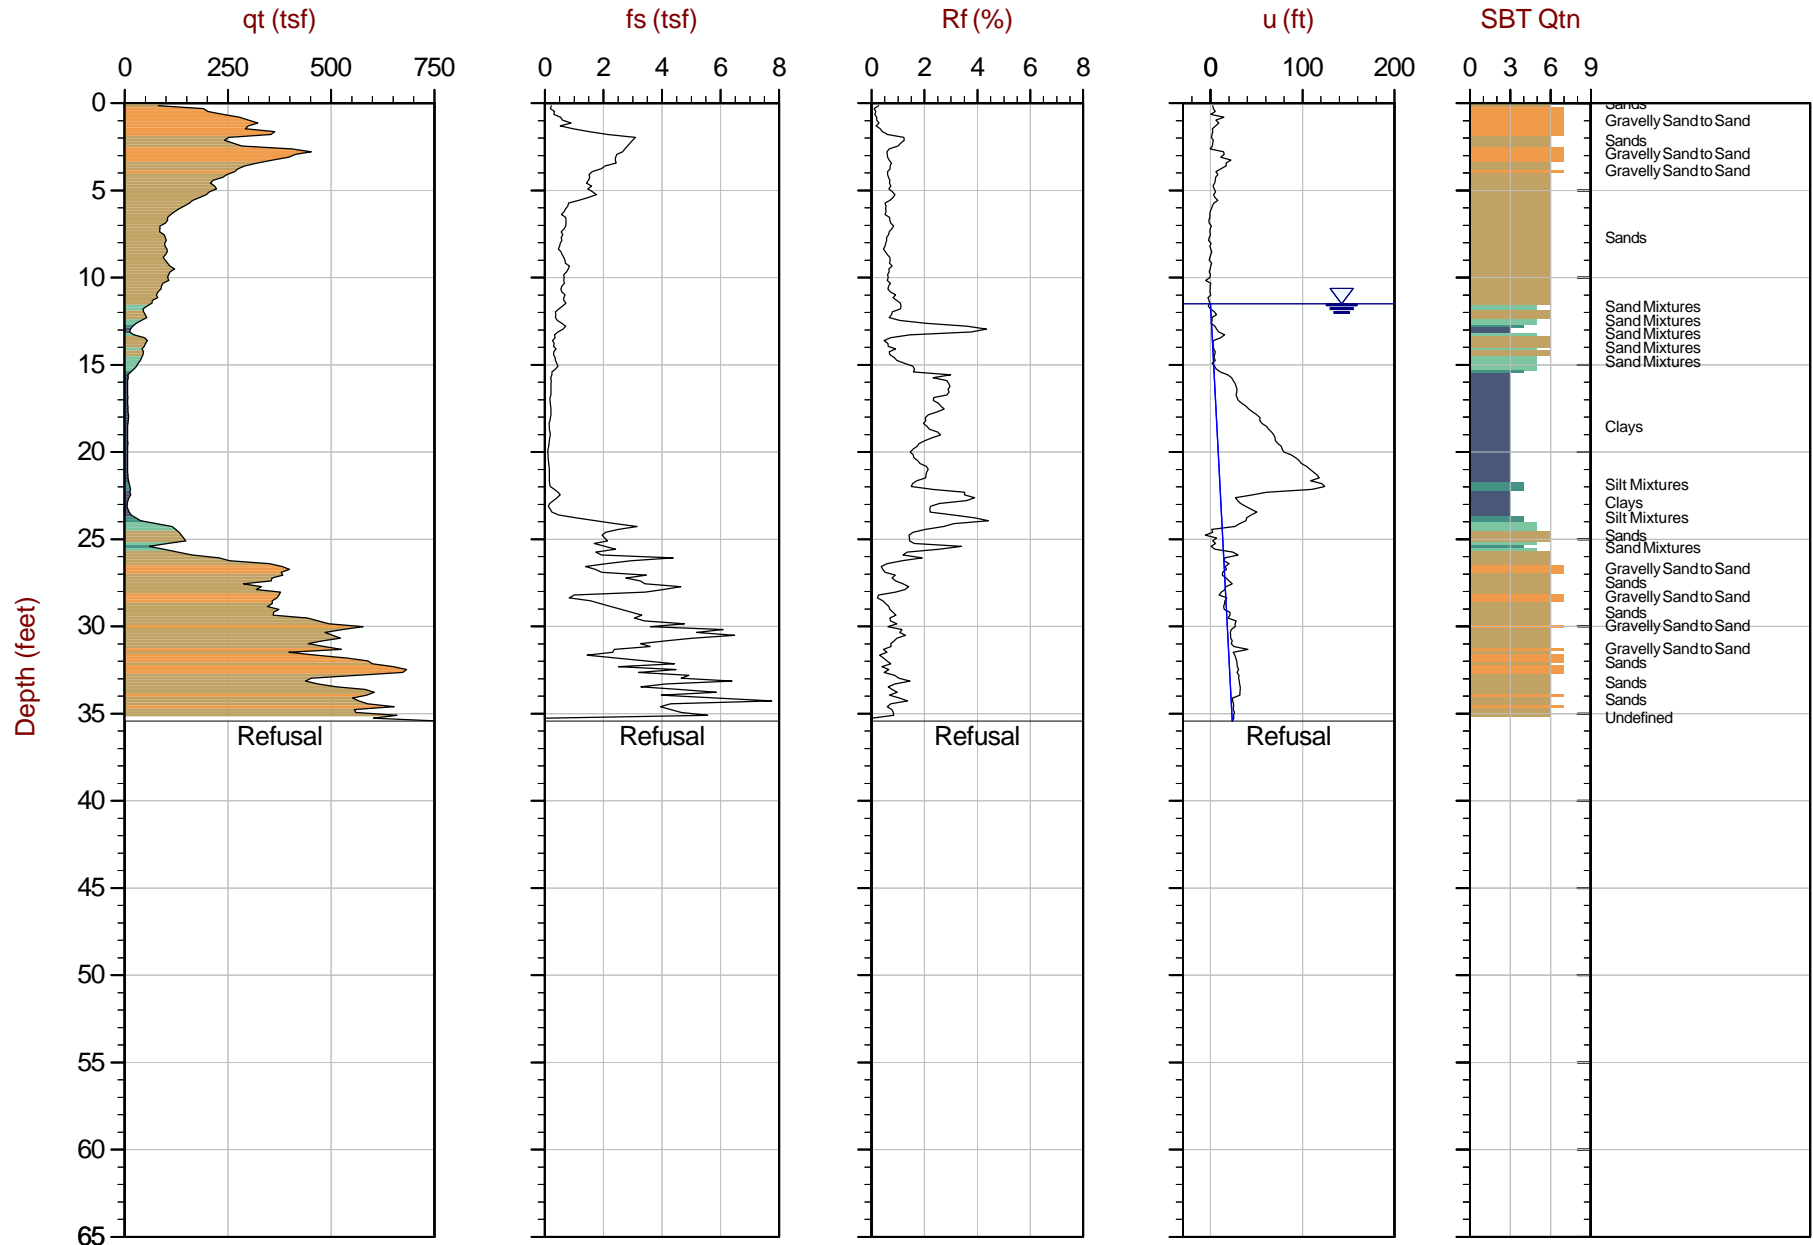 qt (tsf)
fs (tsf)
Rf (%)
u (ft)
SBT Qtn
0 250 500 750
0 2 4 6 8
0 2 4 6 8
0 100 200
0 3 6 9
0
5
10
15
20
25
30
35
40
45
50
55
60
65
Depth (feet)
Refusal
Refusal
Refusal
Refusal
Sands
Gravelly Sand to Sand
Sands
Gravelly Sand to Sand
Gravelly Sand to Sand
Sands
Sand Mixtures
Sand Mixtures
Sand Mixtures
Sand Mixtures
Sand Mixtures
Clays
Silt Mixtures
Clays
Silt Mixtures
Sands
Sand Mixtures
Gravelly Sand to Sand
Sands
Gravelly Sand to Sand
Sands
Gravelly Sand to Sand
Gravelly Sand to Sand
Sands
Sands
Sands
Undefined